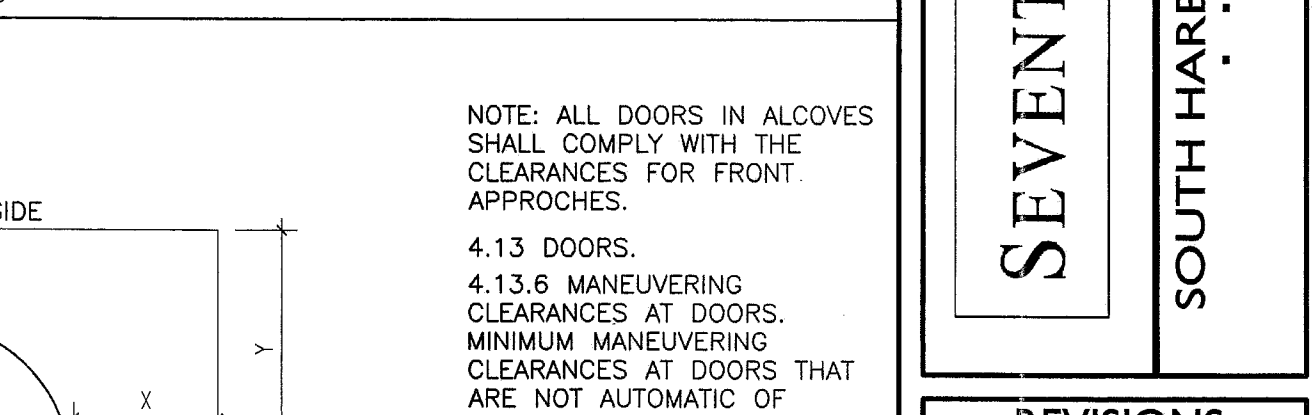 NOTE: ALL DOORS IN ALCOVES
SHALL COMPLY WITH THE
CLEARANCES FOR FRONT
APPROCHES.
4.13 DOORS.
4.13.6 MANEUVERING
CLEARANCES AT DOORS.
MINIMUM MANEUVERING
CLEARANCES AT DOORS THAT
ARE NOT AUTOMATIC OF
SIDE
Y
X
SEVENT
SOUTH HARB
REVISIONS